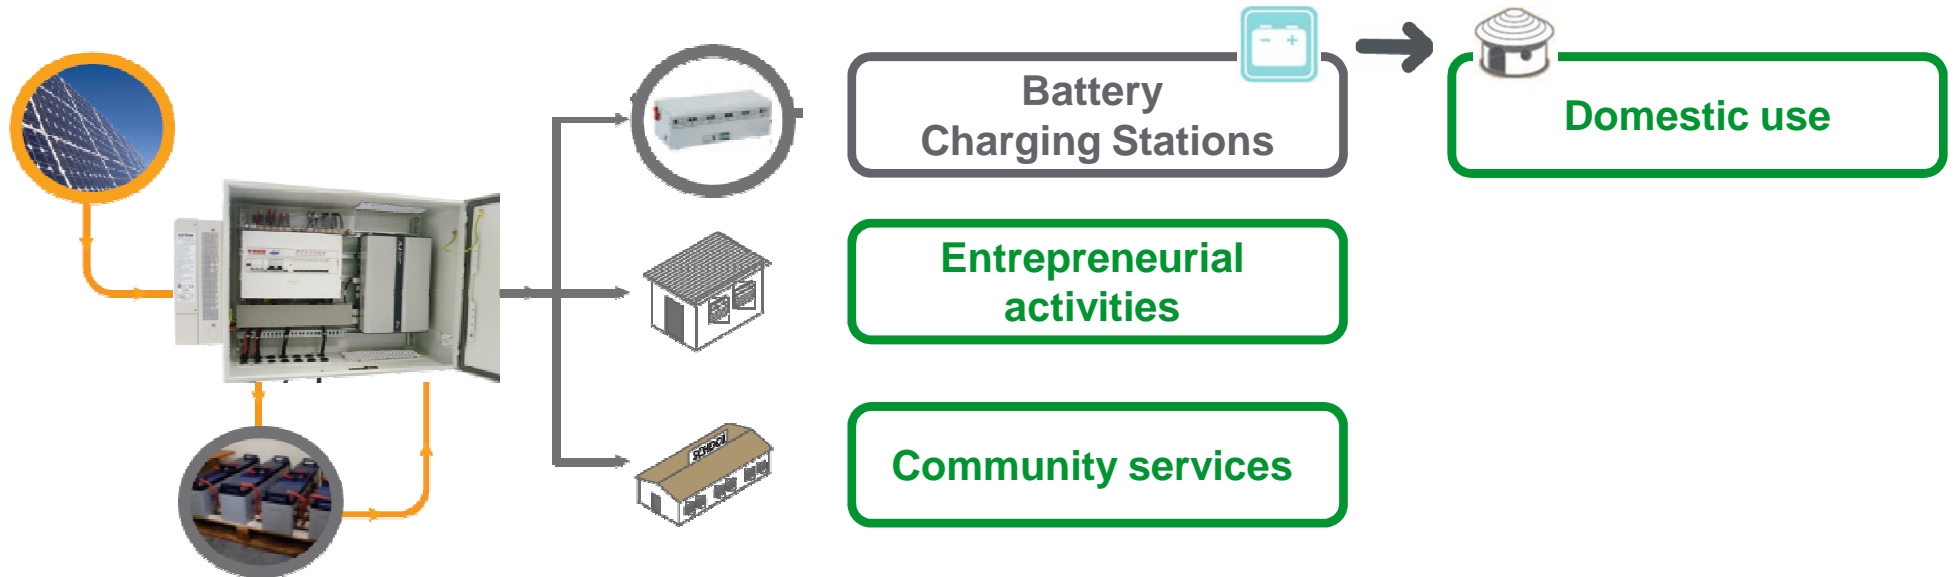 Battery
Charging Stations
Domestic use
Entrepreneurial
activities
SCHOOL
Community services